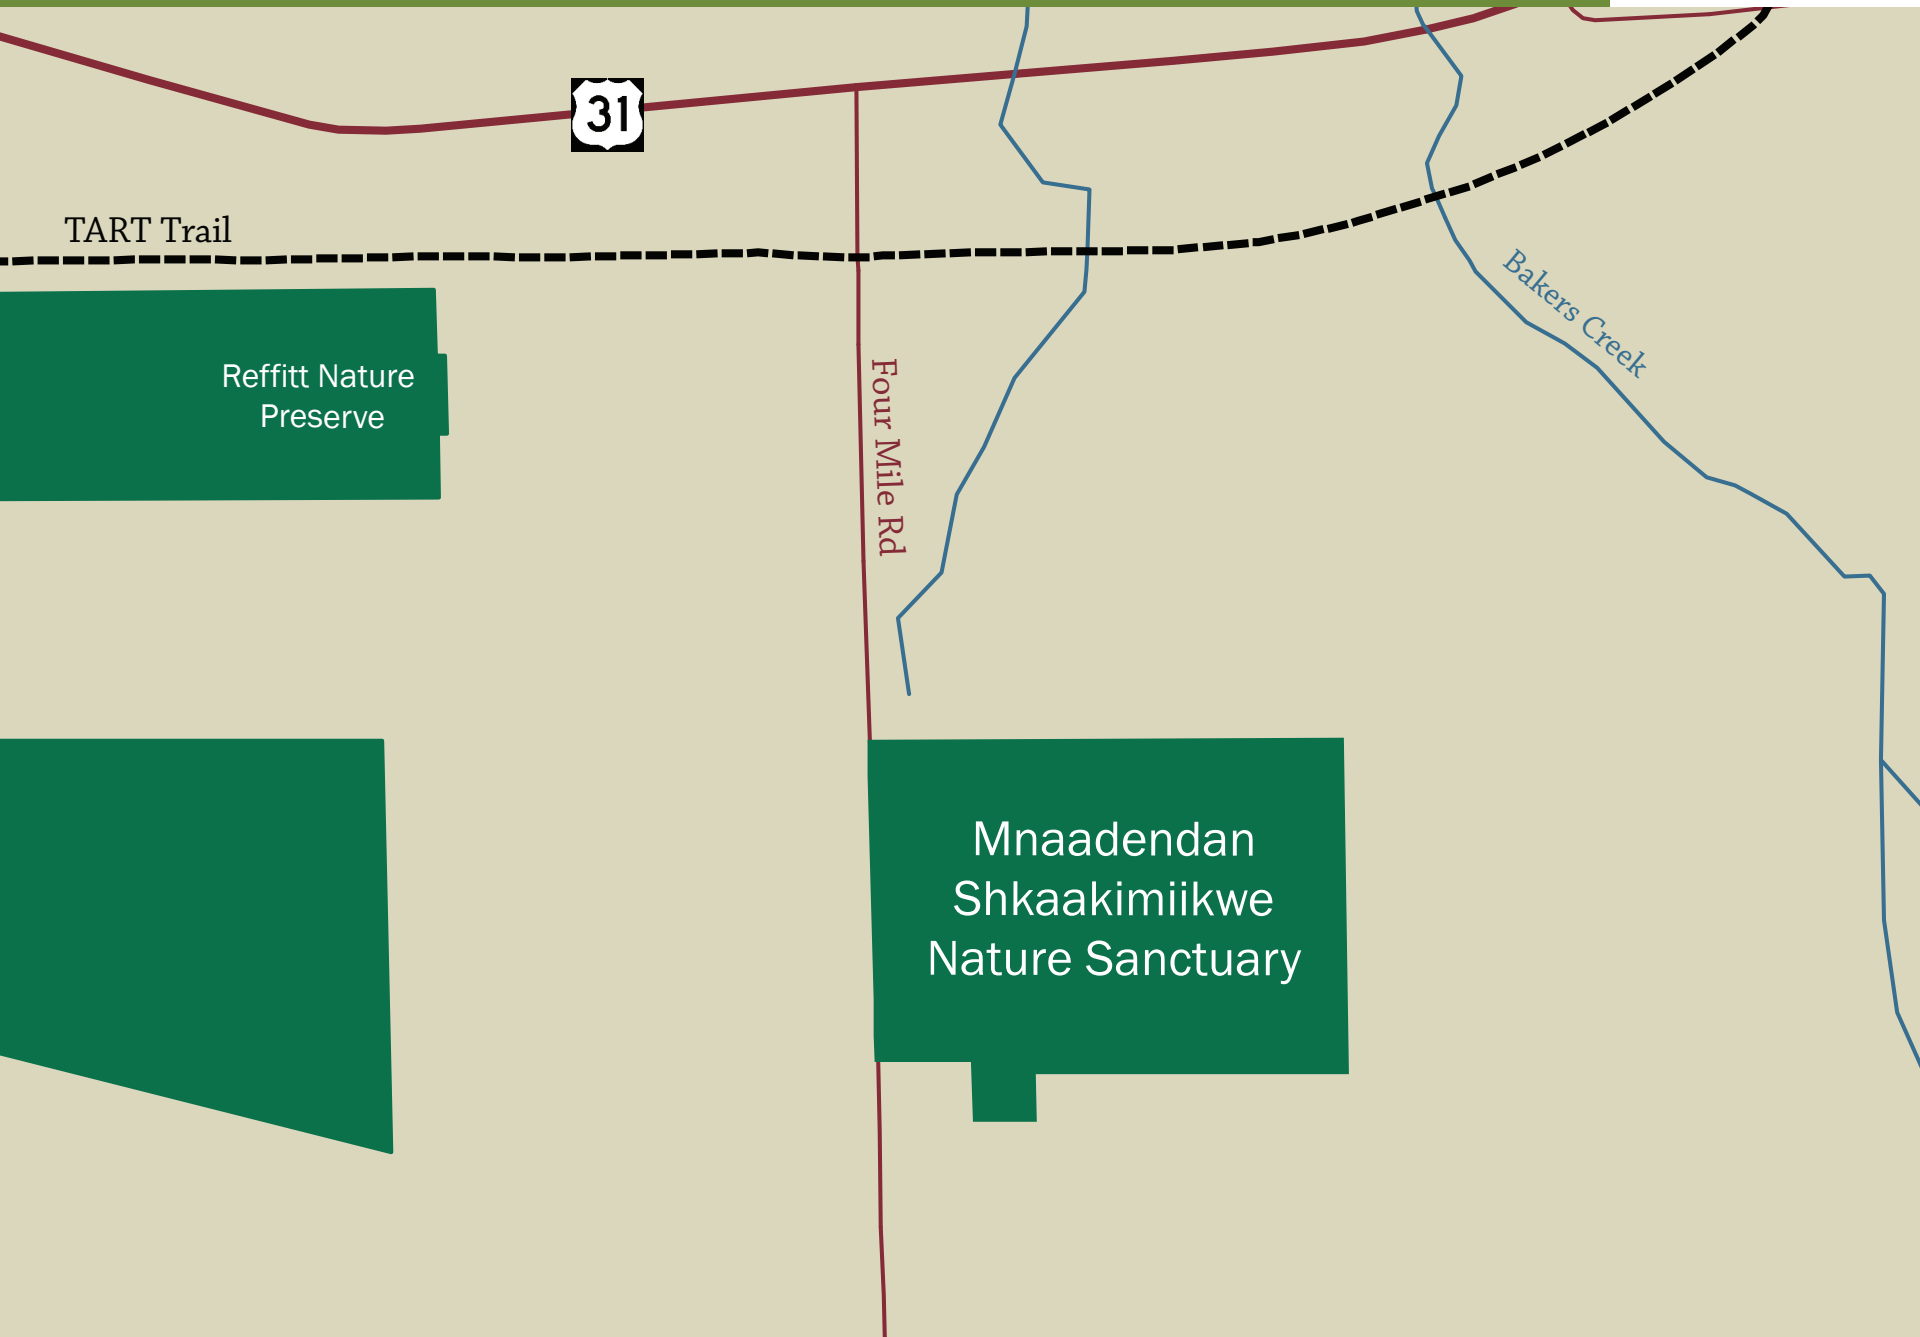 31
TART Trail
Bakers Creek
Reffitt Nature
Preserve
Four Mile Rd
Mnaadendan
Shkaakimiikwe
Nature Sanctuary